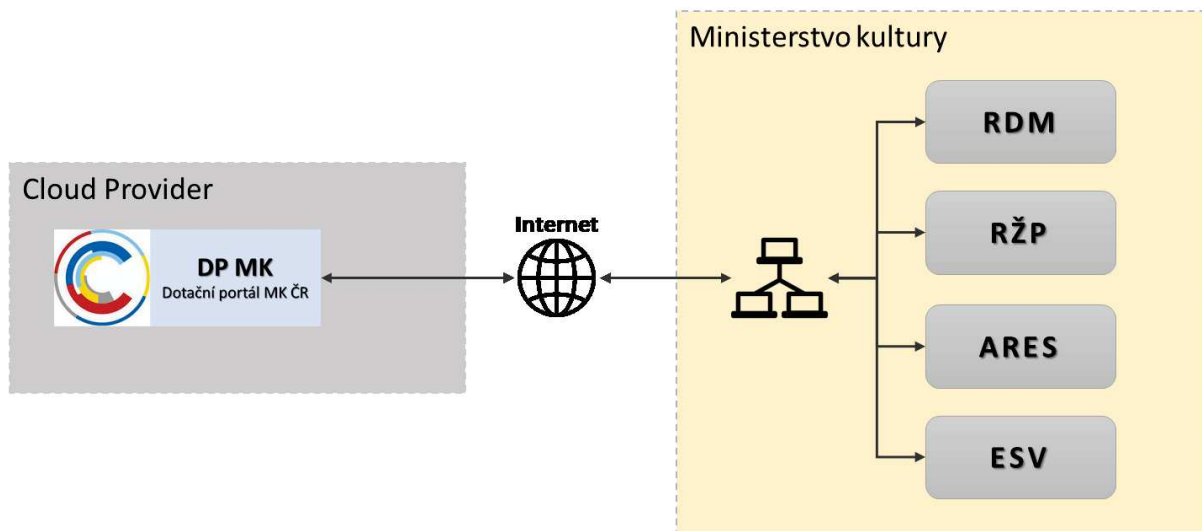 Ministerstvo kultury
RDM
Cloud Provider
Internet
RŽP
DP MK
Dotační portál MK ČR
ARES
ESV